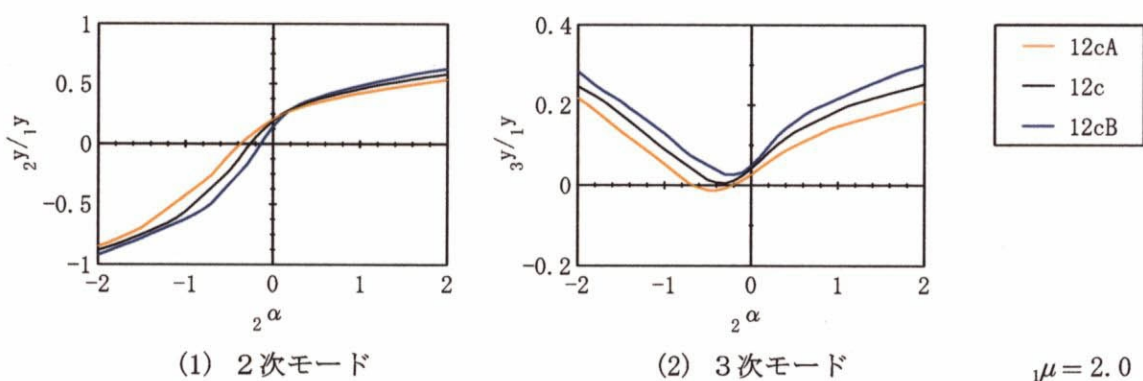 1
0.5
0
-0.5
-1
₂y/₁y
-2 -1 0 1 2
₂α
(1) 2次モード
0.4
0.2
0
-0.2
₃y/₁y
-2 -1 0 1 2
₂α
(2) 3次モード
12cA
12c
12cB
₁μ=2.0